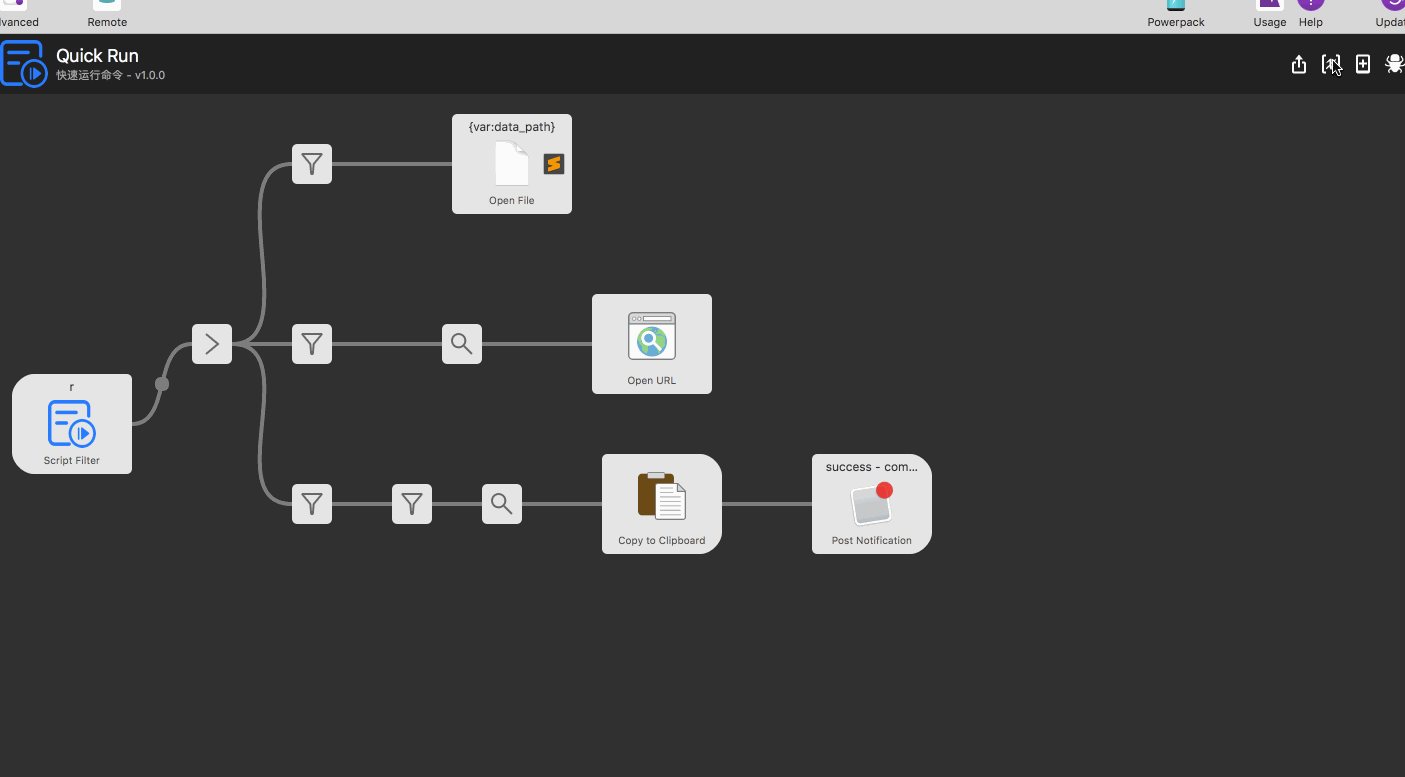 vanced
Remote
Powerpack
Usage
Help
Updat
Quick Run
快速运行命令 - v1.0.0
{var:data_path}
Open File
Open URL
r
Script Filter
Copy to Clipboard
success - com...
Post Notification